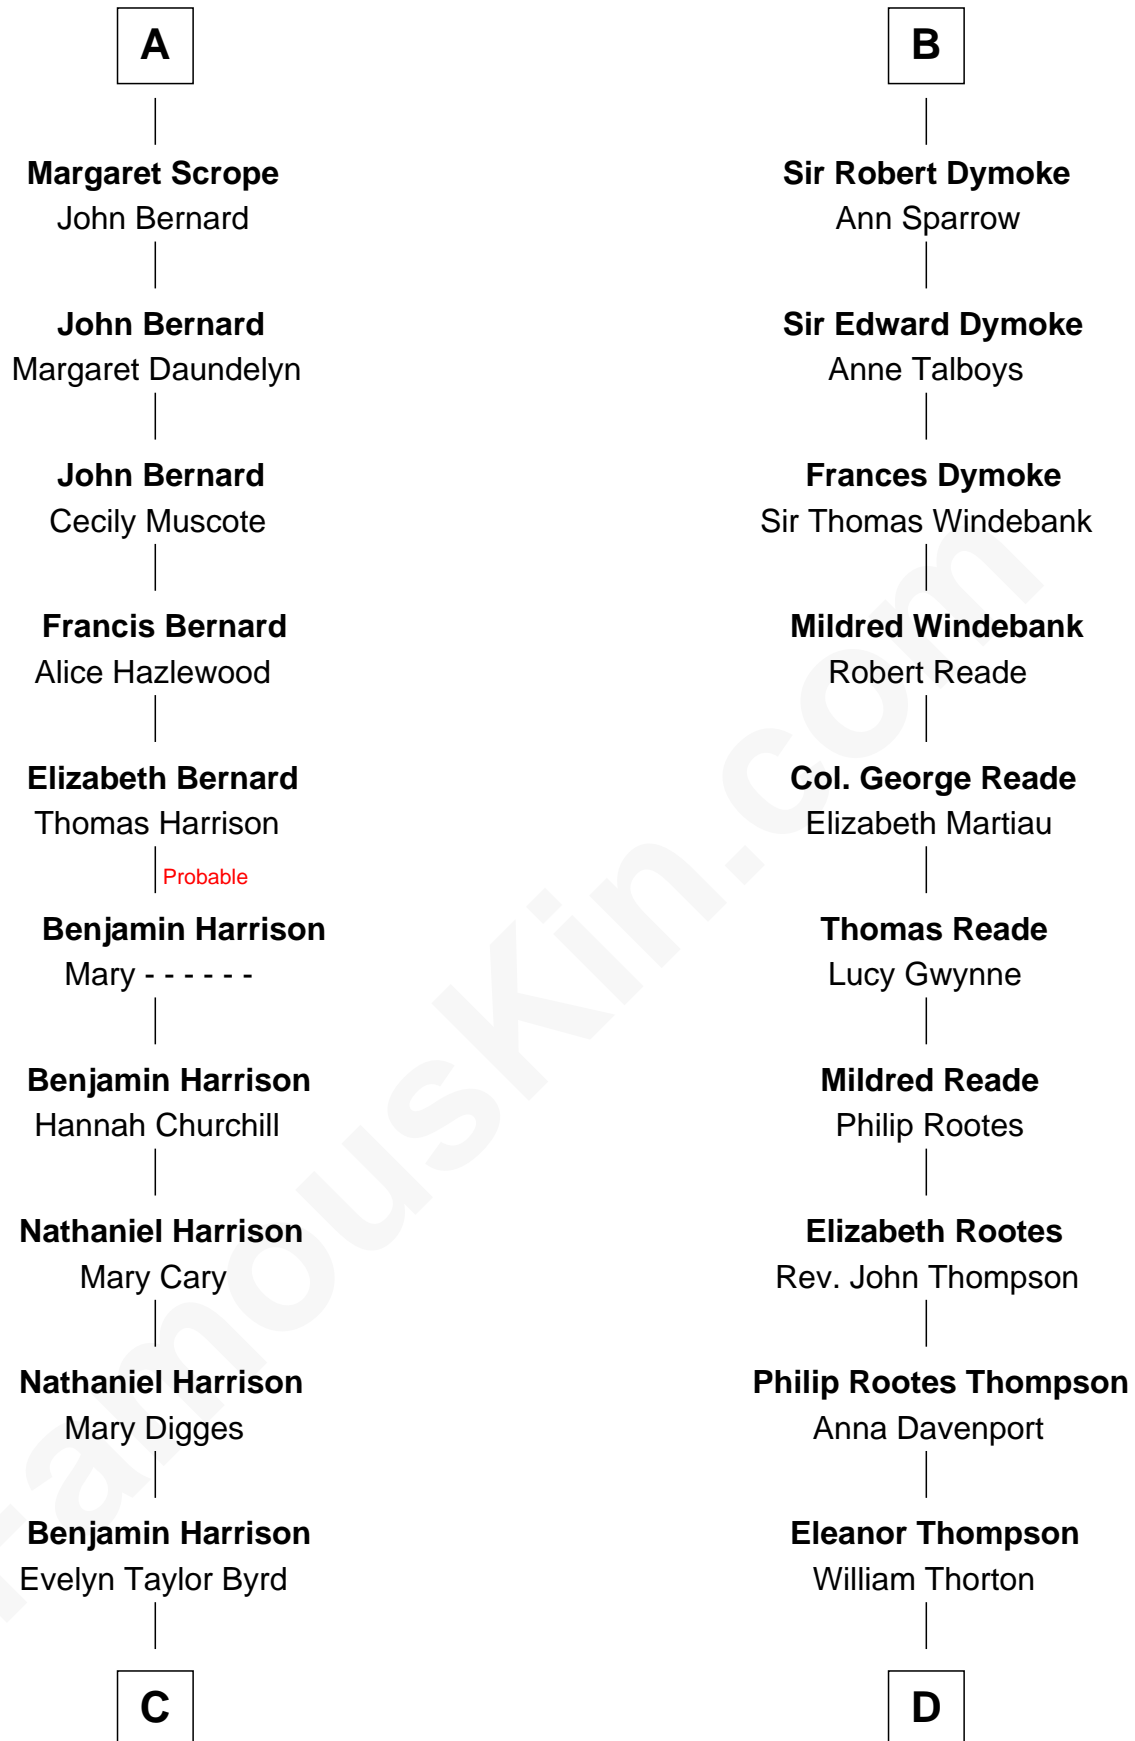 A
Margaret Scrope
John Bernard
John Bernard
Margaret Daundelyn
John Bernard
Cecily Muscote
Francis Bernard
Alice Hazlewood
Elizabeth Bernard
Thomas Harrison
Probable
Benjamin Harrison
Mary - - - - - -
Benjamin Harrison
Hannah Churchill
Nathaniel Harrison
Mary Cary
Nathaniel Harrison
Mary Digges
Benjamin Harrison
Evelyn Taylor Byrd
C
B
Sir Robert Dymoke
Ann Sparrow
Sir Edward Dymoke
Anne Talboys
Frances Dymoke
Sir Thomas Windebank
Mildred Windebank
Robert Reade
Col. George Reade
Elizabeth Martiau
Thomas Reade
Lucy Gwynne
Mildred Reade
Philip Rootes
Elizabeth Rootes
Rev. John Thompson
Philip Rootes Thompson
Anna Davenport
Eleanor Thompson
William Thorton
D
FamousKin.com